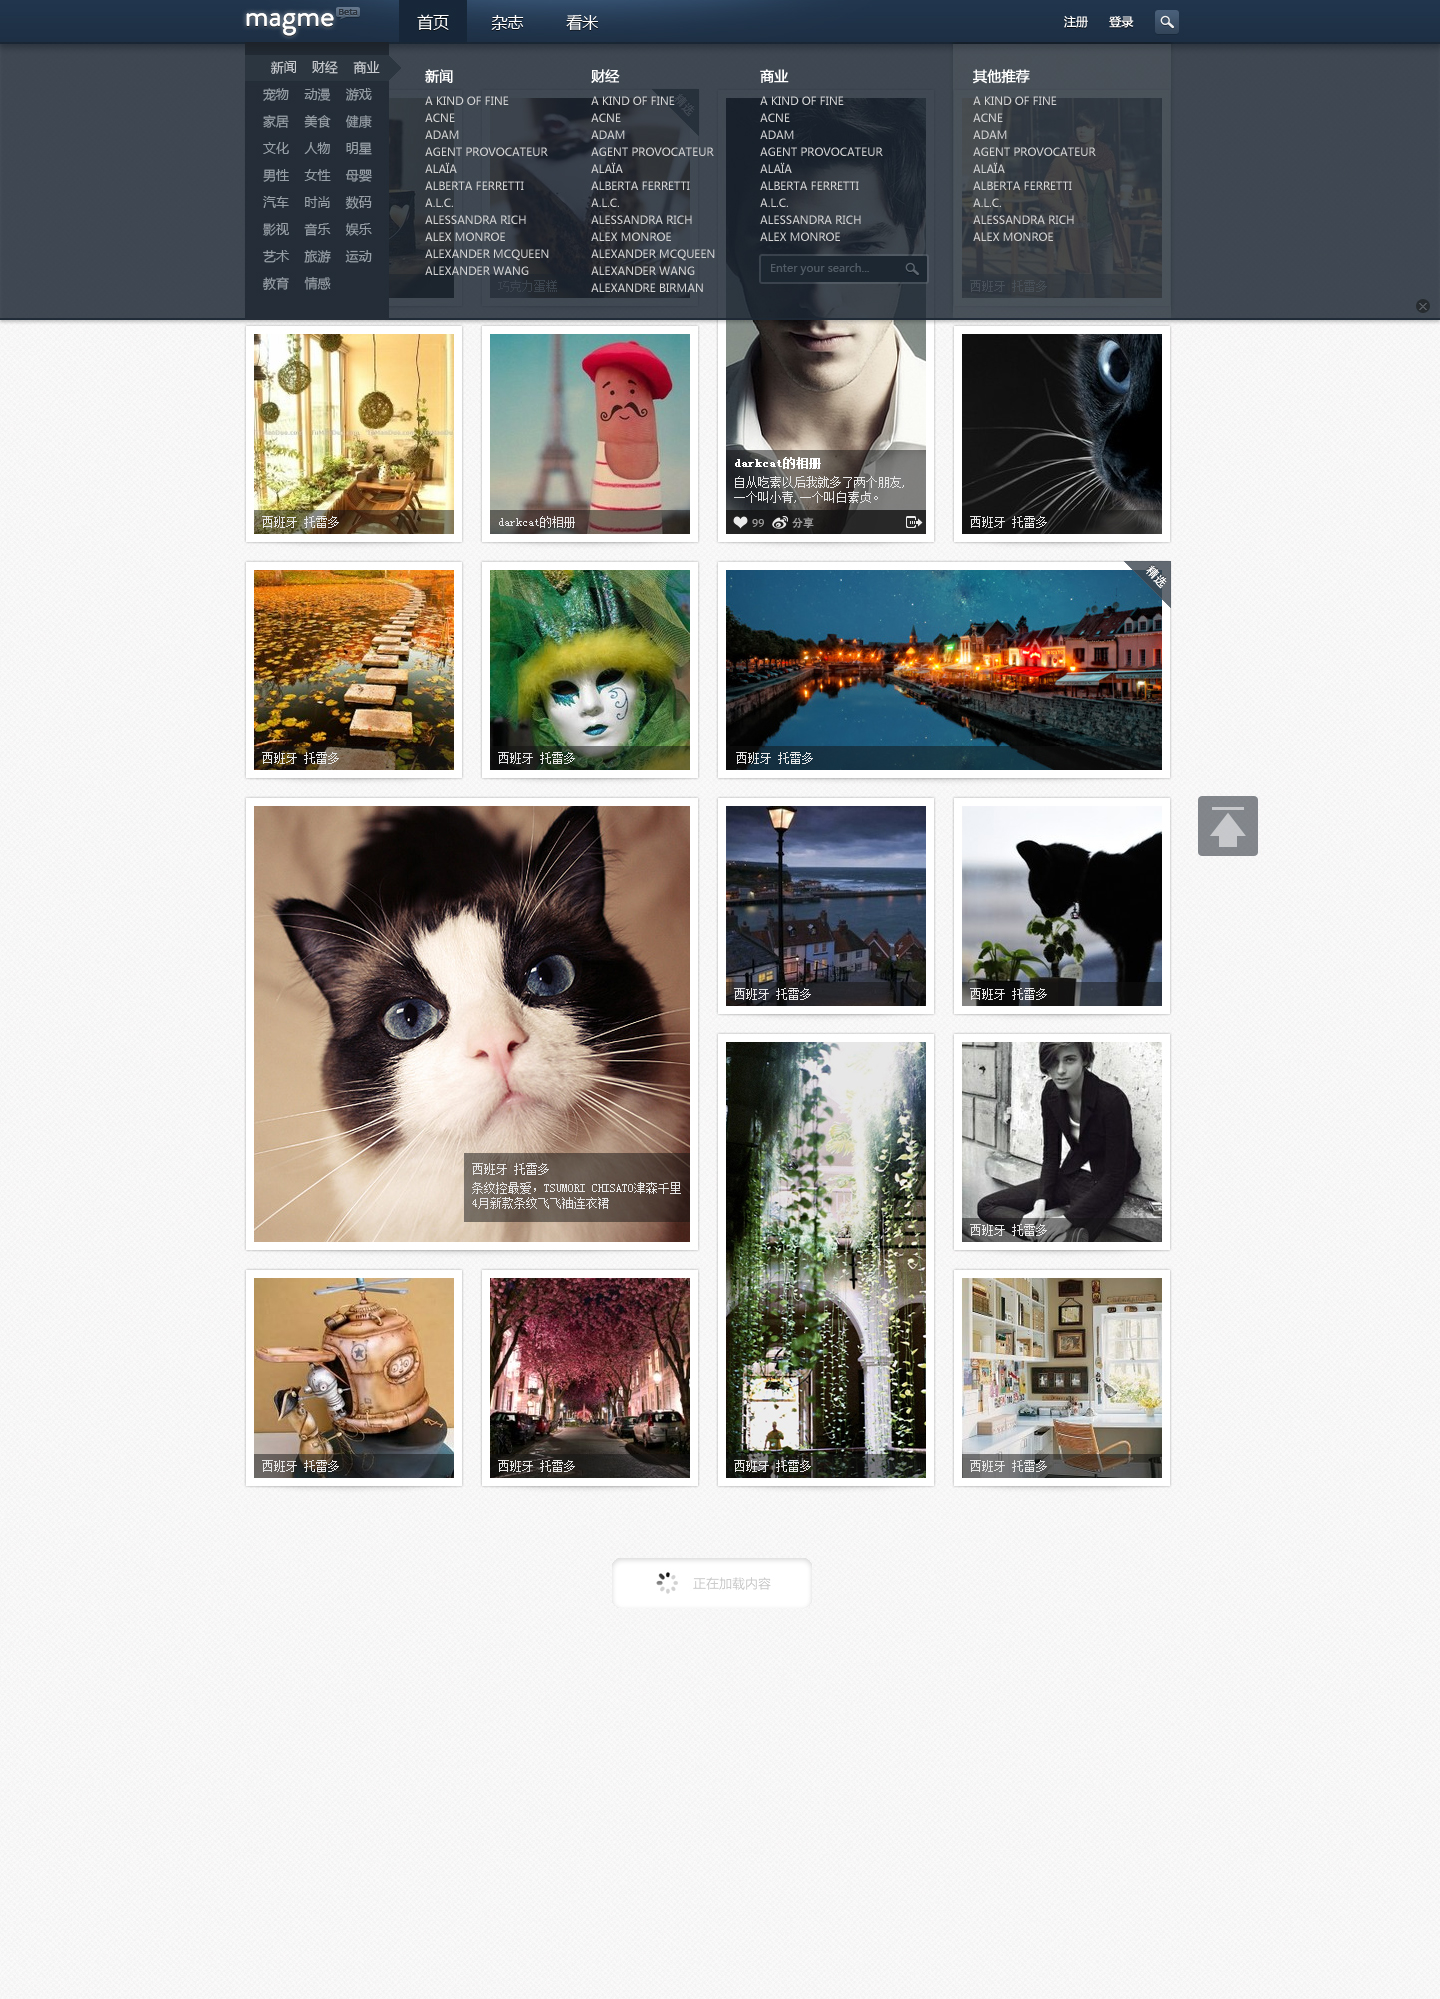 magme Beta
首页 杂志 看米
注册 登录
新闻 财经 商业
宠物 动漫 游戏
家居 美食 健康
文化 人物 明星
男性 女性 母婴
汽车 时尚 数码
影视 音乐 娱乐
艺术 旅游 运动
教育 情感
新闻
A KIND OF FINE
ACNE
ADAM
AGENT PROVOCATEUR
ALAÏA
ALBERTA FERRETTI
A.L.C.
ALESSANDRA RICH
ALEX MONROE
ALEXANDER MCQUEEN
ALEXANDER WANG
财经
A KIND OF FINE
ACNE
ADAM
AGENT PROVOCATEUR
ALAÏA
ALBERTA FERRETTI
A.L.C.
ALESSANDRA RICH
ALEX MONROE
ALEXANDER MCQUEEN
ALEXANDER WANG
ALEXANDRE BIRMAN
商业
A KIND OF FINE
ACNE
ADAM
AGENT PROVOCATEUR
ALAÏA
ALBERTA FERRETTI
A.L.C.
ALESSANDRA RICH
ALEX MONROE
Enter your search...
其他推荐
A KIND OF FINE
ACNE
ADAM
AGENT PROVOCATEUR
ALAÏA
ALBERTA FERRETTI
A.L.C.
ALESSANDRA RICH
ALEX MONROE
精选
巧克力蛋糕
西班牙 托雷多
西班牙 托雷多
darkcat的相册
darkcat的相册
自从吃素以后我就多了两个朋友,
一个叫小青,一个叫白素贞。
99 分享
西班牙 托雷多
西班牙 托雷多
西班牙 托雷多
精选
西班牙 托雷多
西班牙 托雷多
条纹控最爱，TSUMORI CHISATO津森千里
4月新款条纹飞飞袖连衣裙
西班牙 托雷多
西班牙 托雷多
西班牙 托雷多
西班牙 托雷多
西班牙 托雷多
西班牙 托雷多
西班牙 托雷多
正在加载内容